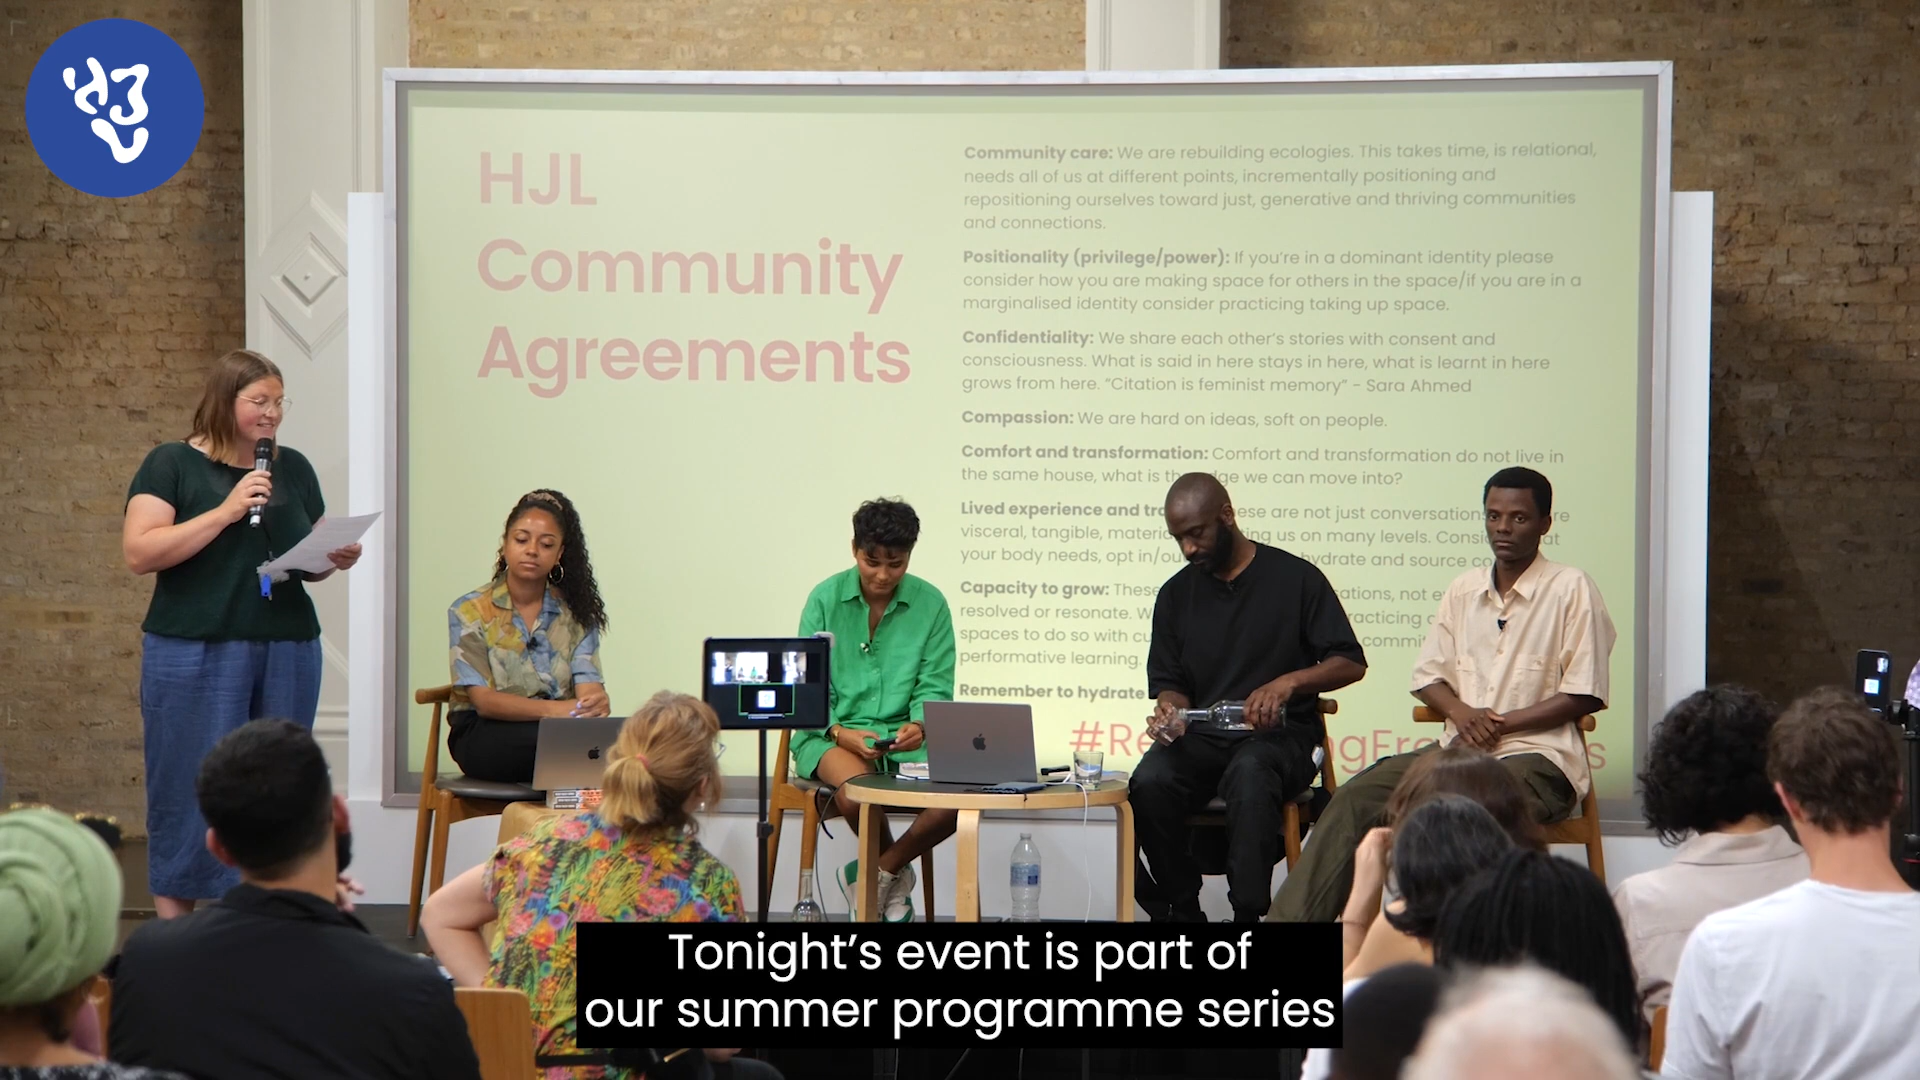 HJL
HJL
Community
Agreements
Community care: We are rebuilding ecologies. This takes time, is relational,
needs all of us at different points, incrementally positioning and
repositioning ourselves toward just, generative and thriving communities
and connections.
Positionality (privilege/power): If you're in a dominant identity please
consider how you are making space for others in the space/if you are in a
marginalised identity consider practicing taking up space.
Confidentiality: We share each other's stories with consent and
consciousness. What is said in here stays in here, what is learnt in here
grows from here. "Citation is feminist memory" - Sara Ahmed
Compassion: We are hard on ideas, soft on people.
Comfort and transformation: Comfort and transformation do not live in
the same house, what is we can move into?
Lived experience and are not just conversations
visceral, tangible, us on many levels.
your body needs, opt hydrate and source
Capacity to grow: These not
resolved or resonate.
spaces to do so with
performative learning.
Remember to hydrate
Tonight's event is part of
our summer programme series